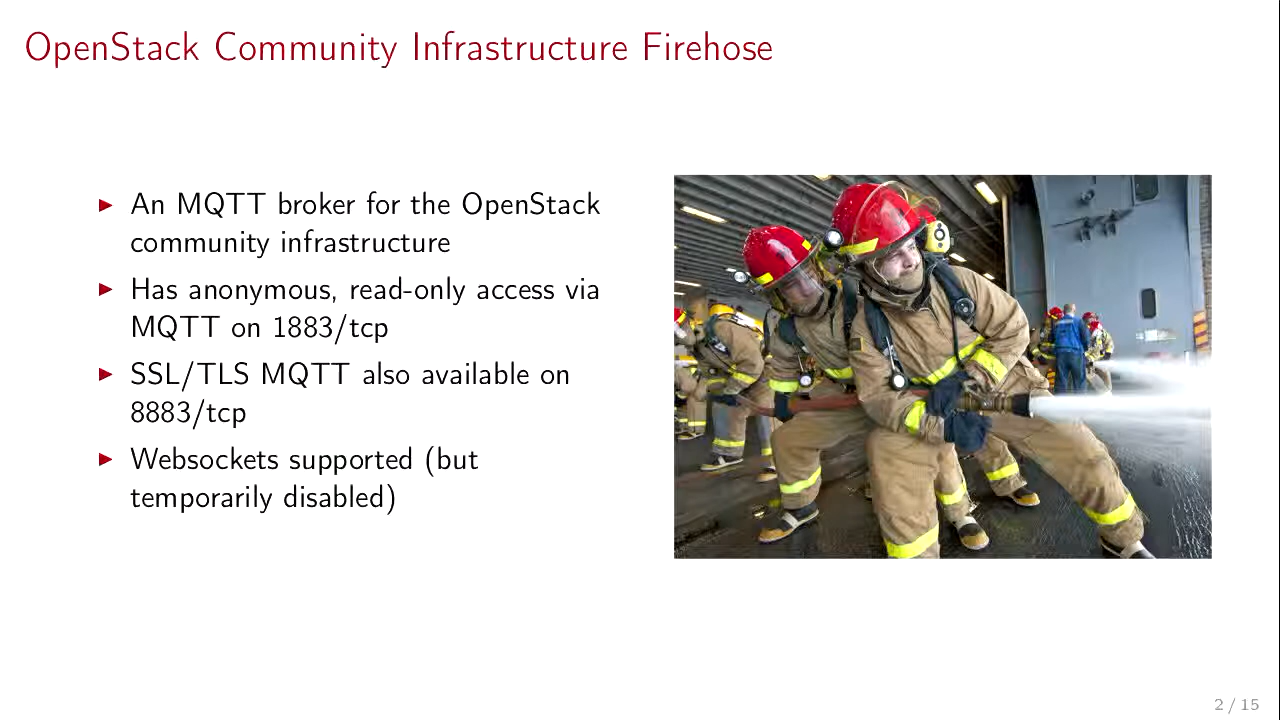 OpenStack Community Infrastructure Firehose
▶ An MQTT broker for the OpenStack
community infrastructure
▶ Has anonymous, read-only access via
MQTT on 1883/tcp
▶ SSL/TLS MQTT also available on
8883/tcp
▶ Websockets supported (but
temporarily disabled)
2 / 15